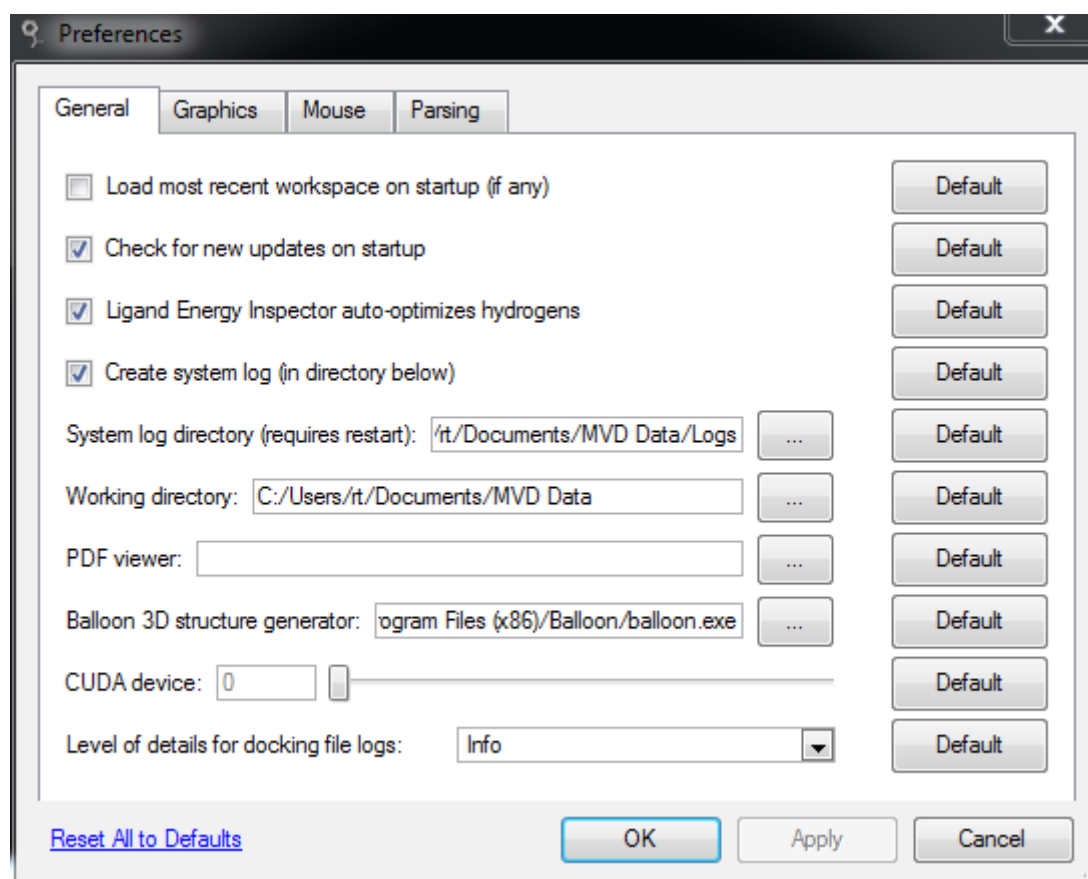 Preferences
General Graphics Mouse Parsing
Load most recent workspace on startup (if any) Default
Check for new updates on startup Default
Ligand Energy Inspector auto-optimizes hydrogens Default
Create system log (in directory below) Default
System log directory (requires restart): /rt/Documents/MVD Data/Logs ... Default
Working directory: C:/Users/rt/Documents/MVD Data ... Default
PDF viewer: ... Default
Balloon 3D structure generator: ogram Files (x86)/Balloon/balloon.exe ... Default
CUDA device: 0 Default
Level of details for docking file logs: Info Default
Reset All to Defaults OK Apply Cancel